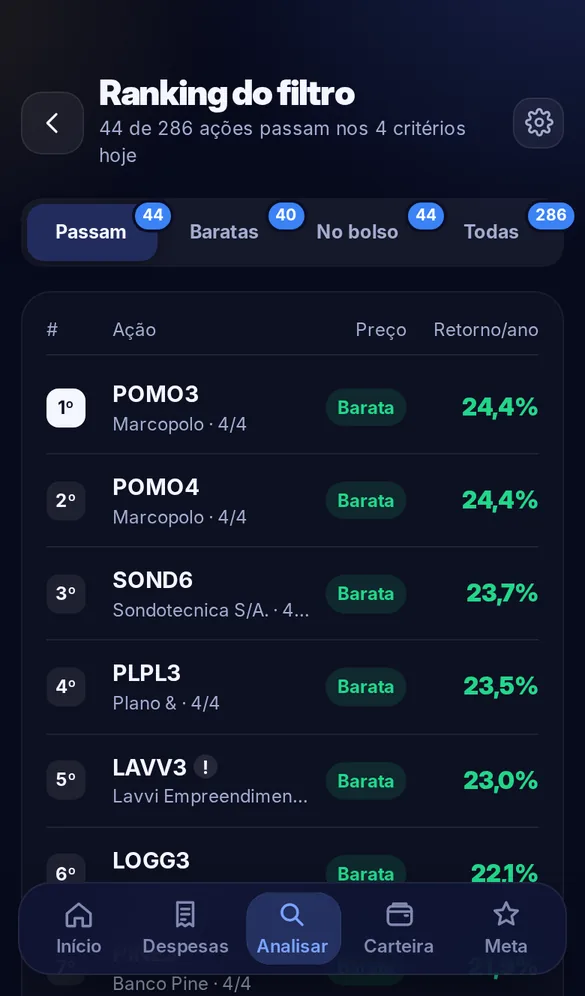 Ranking do filtro
44 de 286 ações passam nos 4 critérios
hoje
Passam 44 Baratas 40 No bolso 44 Todas 286
# Ação Preço Retorno/ano
1º POMO3 Barata 24,4%
Marcopolo · 4/4
2º POMO4 Barata 24,4%
Marcopolo · 4/4
3º SOND6 Barata 23,7%
Sondotecnica S/A. · 4...
4º PLPL3 Barata 23,5%
Plano & · 4/4
5º LAVV3 ! Barata 23,0%
Lavvi Empreendimen...
6º LOGG3 Barata 22,1%
Início Despesas Analisar Carteira Meta
7º
Banco Pine · 4/4